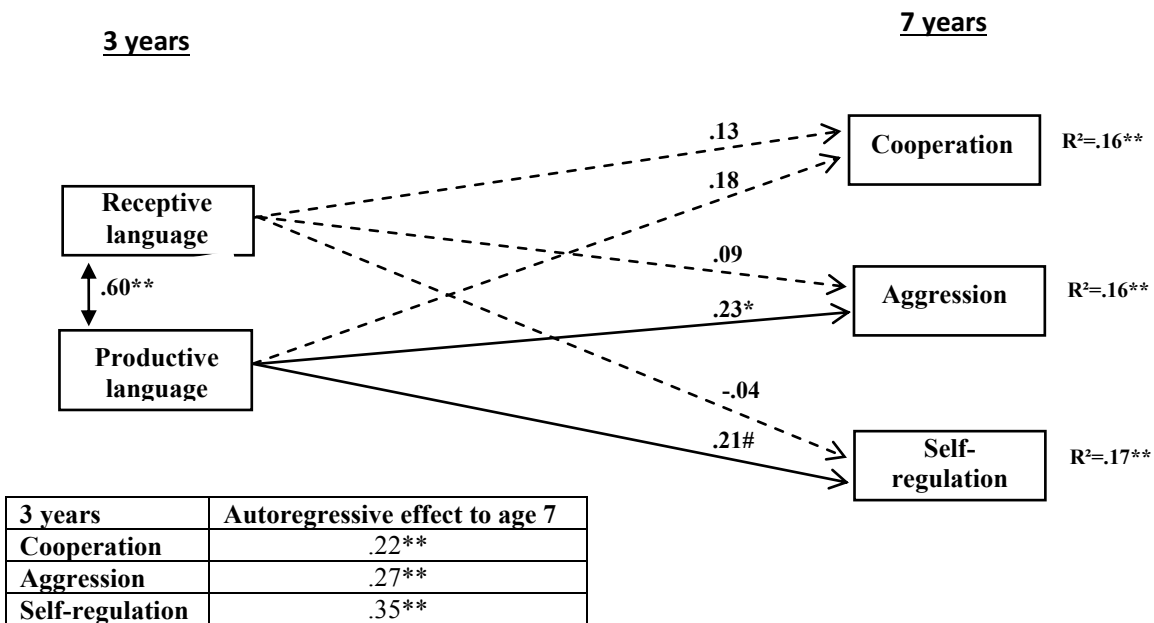 3 years
7 years
.13
Cooperation
R²=.16**
.18
Receptive
language
.09
.60**
Aggression
R²=.16**
.23*
Productive
language
-.04
.21#
Self-
regulation
R²=.17**
3 years Autoregressive effect to age 7
Cooperation .22**
Aggression .27**
Self-regulation .35**